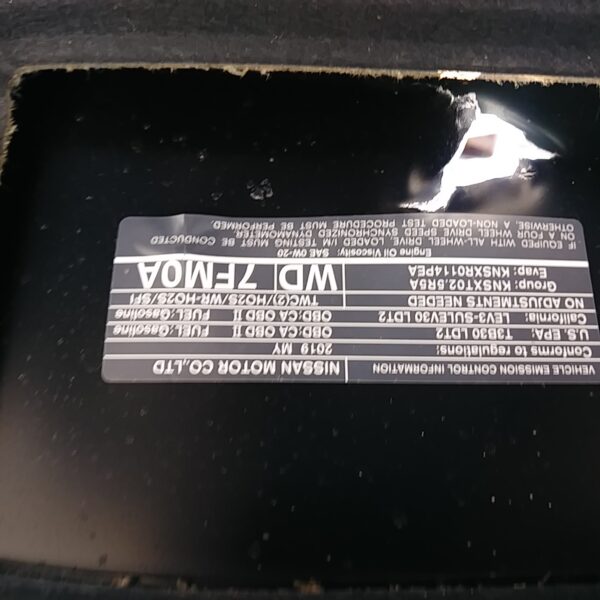 VEHICLE EMISSION CONTROL INFORMATION NISSAN MOTOR CO.,LTD
Conforms to regulations: 2019 MY
U.S. EPA: T3B30 LDT2 OBD:CA OBD II FUEL:Gasoline
California: LEV3-SULEV30 LDT2 OBD:CA OBD II FUEL:Gasoline
NO ADJUSTMENTS NEEDED TWC(2)/HO2S/WR-HO2S/SFI
Group: KNSXT02.5R5A
Evap: KNSXR0114PEA
WD 7FM0A
Engine Oil Viscosity: SAE 0W-20
IF EQUIPPED WITH ALL-WHEEL DRIVE, LOADED I/M TESTING MUST BE CONDUCTED
ON A FOUR WHEEL DRIVE SPEED SYNCHRONIZED DYNAMOMETER
OTHERWISE, A NON-LOADED TEST PROCEDURE MUST BE PERFORMED.